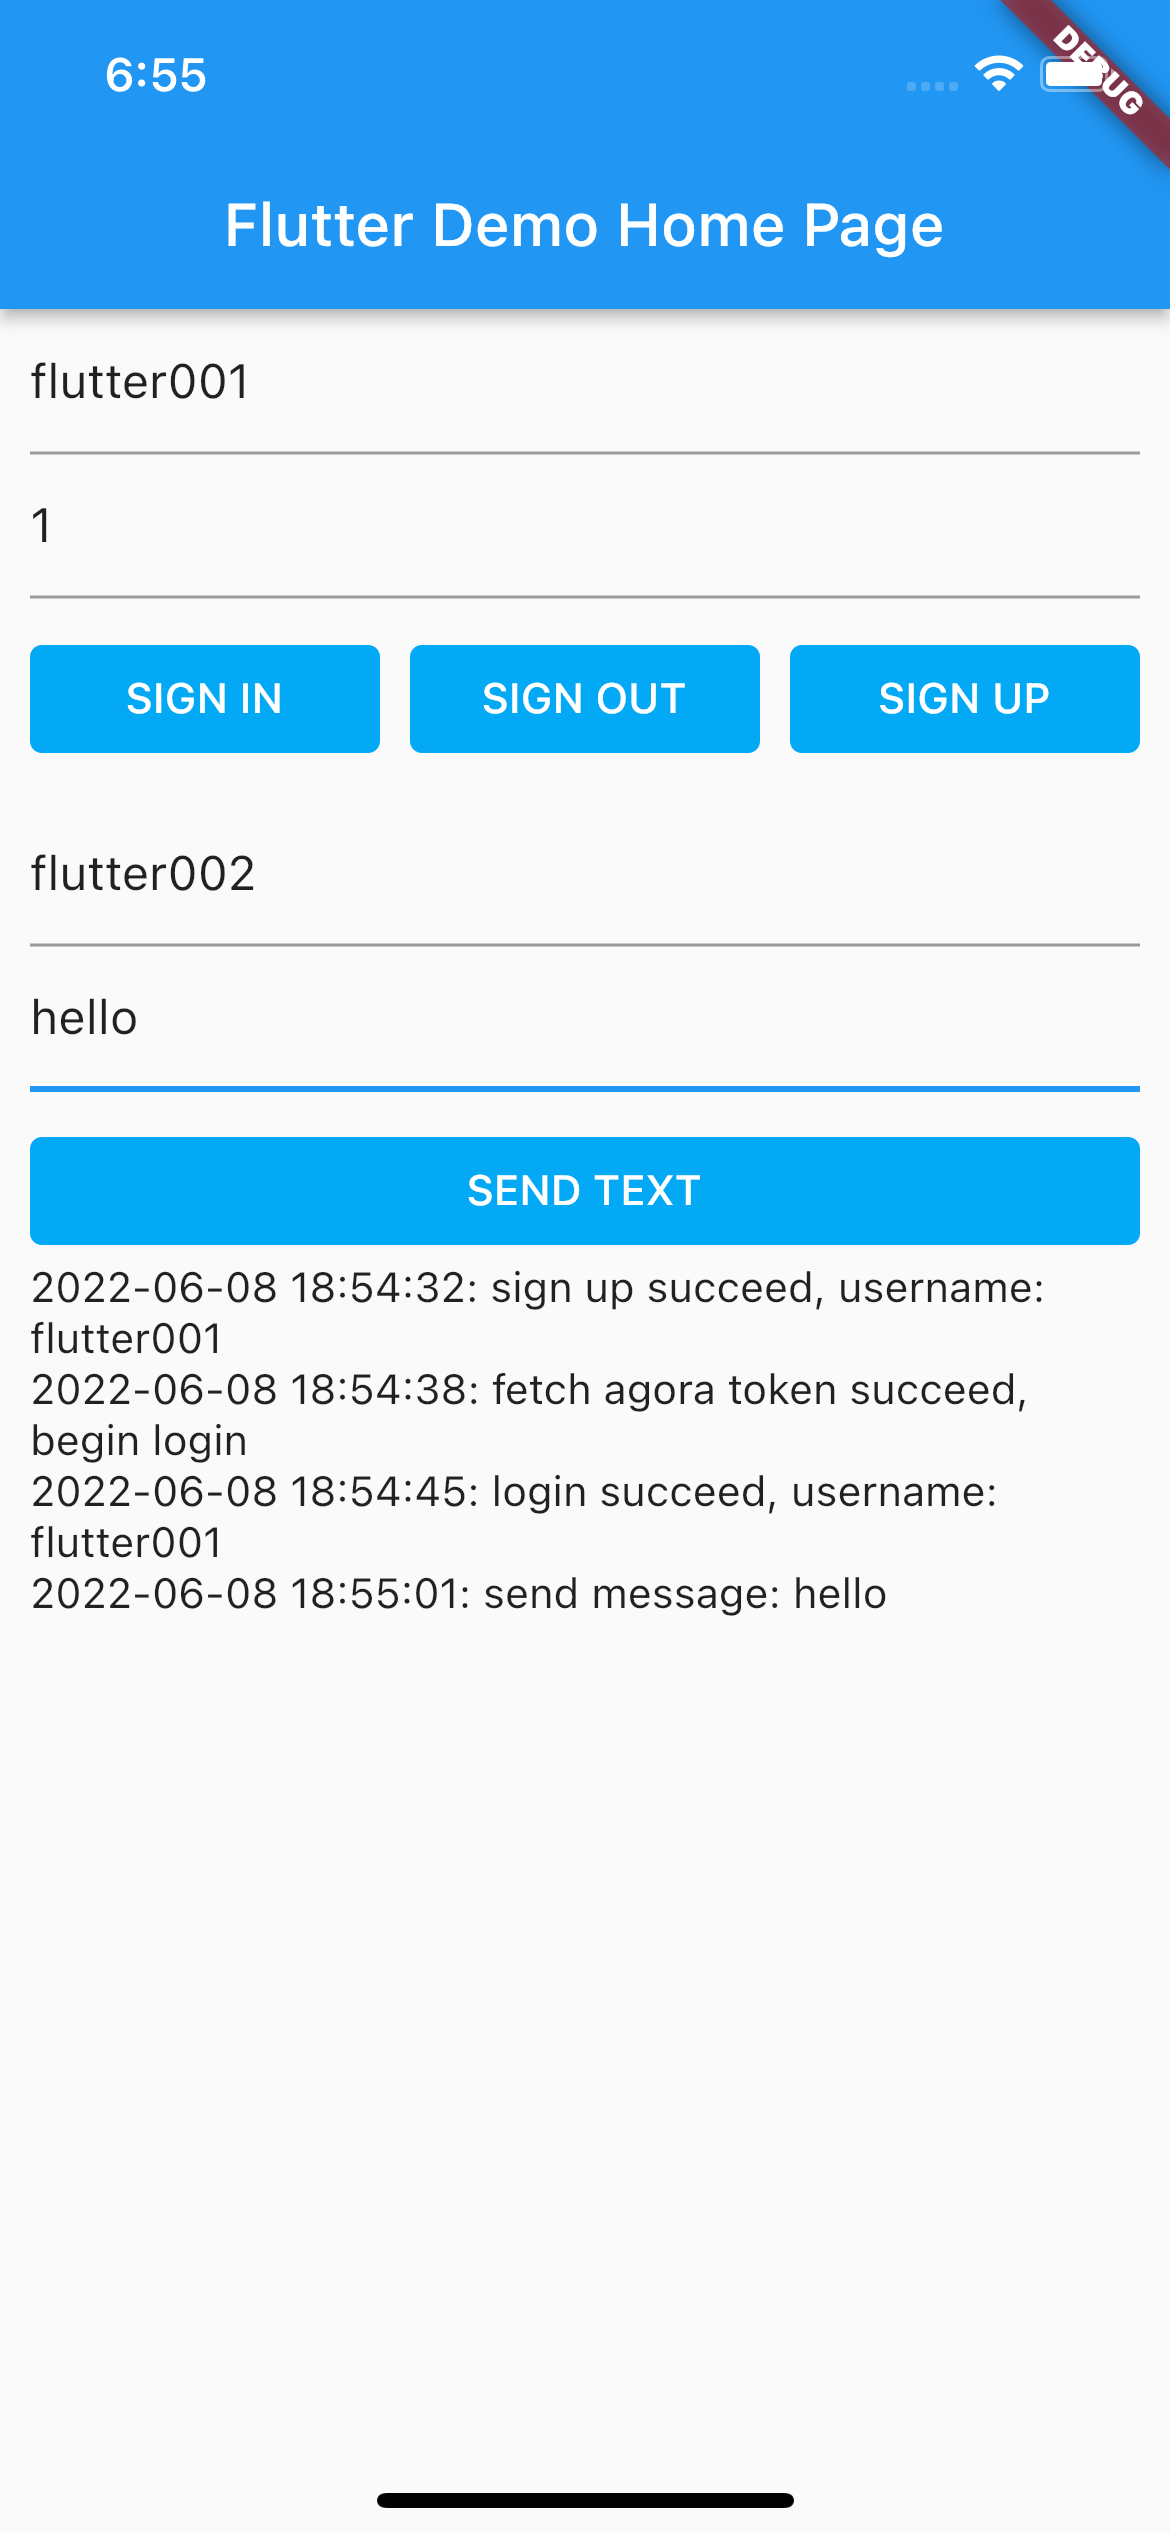 6:55
DEBUG
Flutter Demo Home Page
flutter001
1
SIGN IN
SIGN OUT
SIGN UP
flutter002
hello
SEND TEXT
2022-06-08 18:54:32: sign up succeed, username:
flutter001
2022-06-08 18:54:38: fetch agora token succeed,
begin login
2022-06-08 18:54:45: login succeed, username:
flutter001
2022-06-08 18:55:01: send message: hello